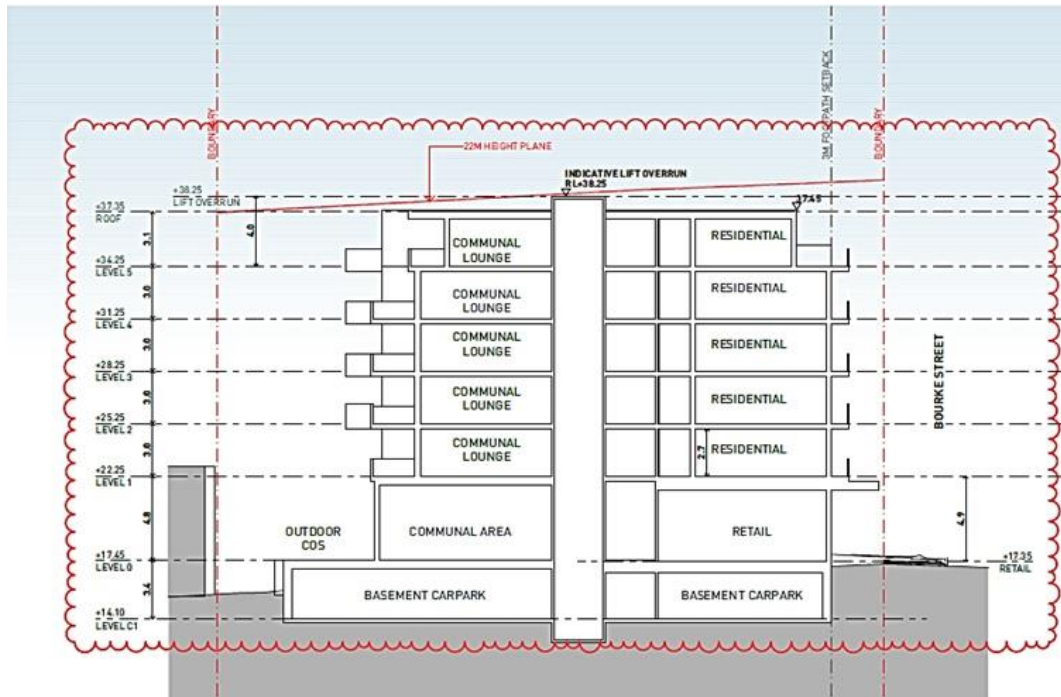 BOUNDARY
3M FOOTPATH SETBACK
BOUNDARY
22M HEIGHT PLANE
INDICATIVE LIFT OVERRUN
RL+38.25
+38.25
LIFT OVERRUN
+37.35
ROOF
3.1
4.0
COMMUNAL
LOUNGE
RESIDENTIAL
+34.25
LEVEL 5
3.0
COMMUNAL
LOUNGE
RESIDENTIAL
+31.25
LEVEL 4
3.0
COMMUNAL
LOUNGE
RESIDENTIAL
+28.25
LEVEL 3
3.0
COMMUNAL
LOUNGE
RESIDENTIAL
BOURKE STREET
+25.25
LEVEL 2
3.0
COMMUNAL
LOUNGE
2.7
RESIDENTIAL
+22.25
LEVEL 1
4.8
OUTDOOR
COS
COMMUNAL AREA
RETAIL
4.9
+17.45
LEVEL 0
+17.35
RETAIL
3.4
BASEMENT CARPARK
BASEMENT CARPARK
+14.10
LEVEL C1